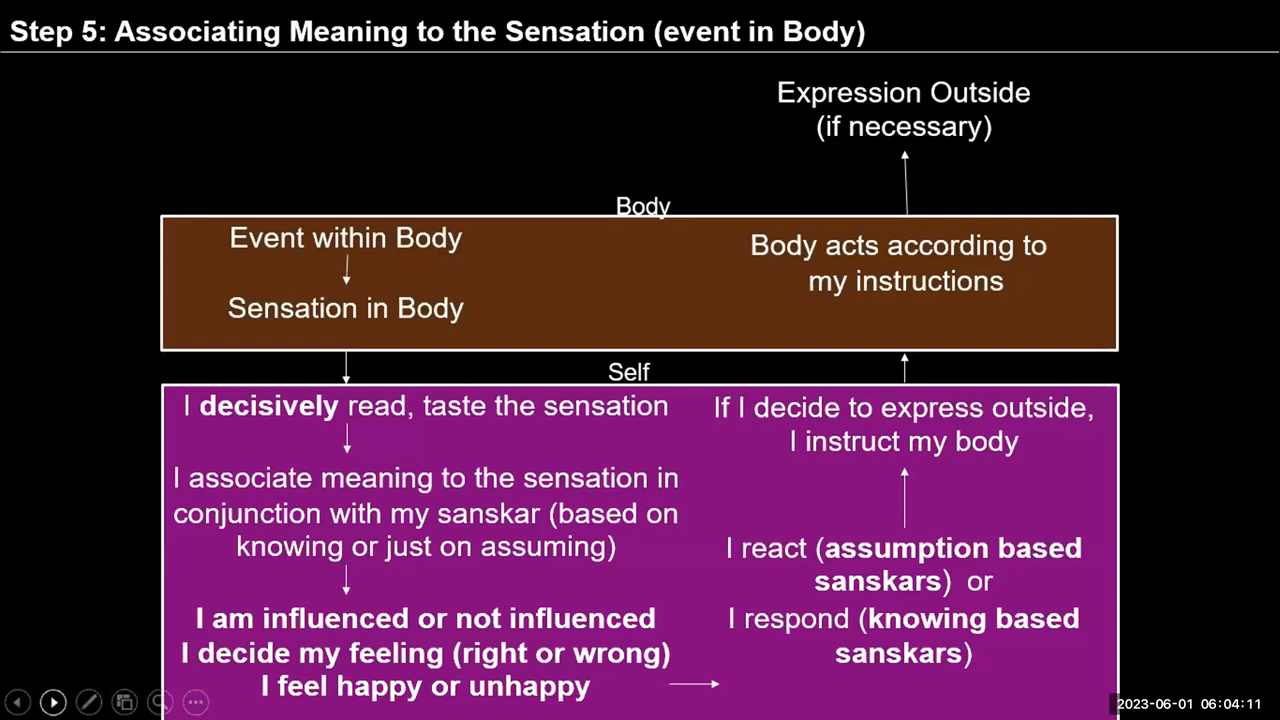 Step 5: Associating Meaning to the Sensation (event in Body)
Expression Outside
(if necessary)
Body
Event within Body
Sensation in Body
Body acts according to
my instructions
Self
I decisively read, taste the sensation
I associate meaning to the sensation in
conjunction with my sanskar (based on
knowing or just on assuming)
I am influenced or not influenced
I decide my feeling (right or wrong)
I feel happy or unhappy
If I decide to express outside,
I instruct my body
I react (assumption based
sanskars) or
I respond (knowing based
sanskars)
2023-06-01 06:04:11